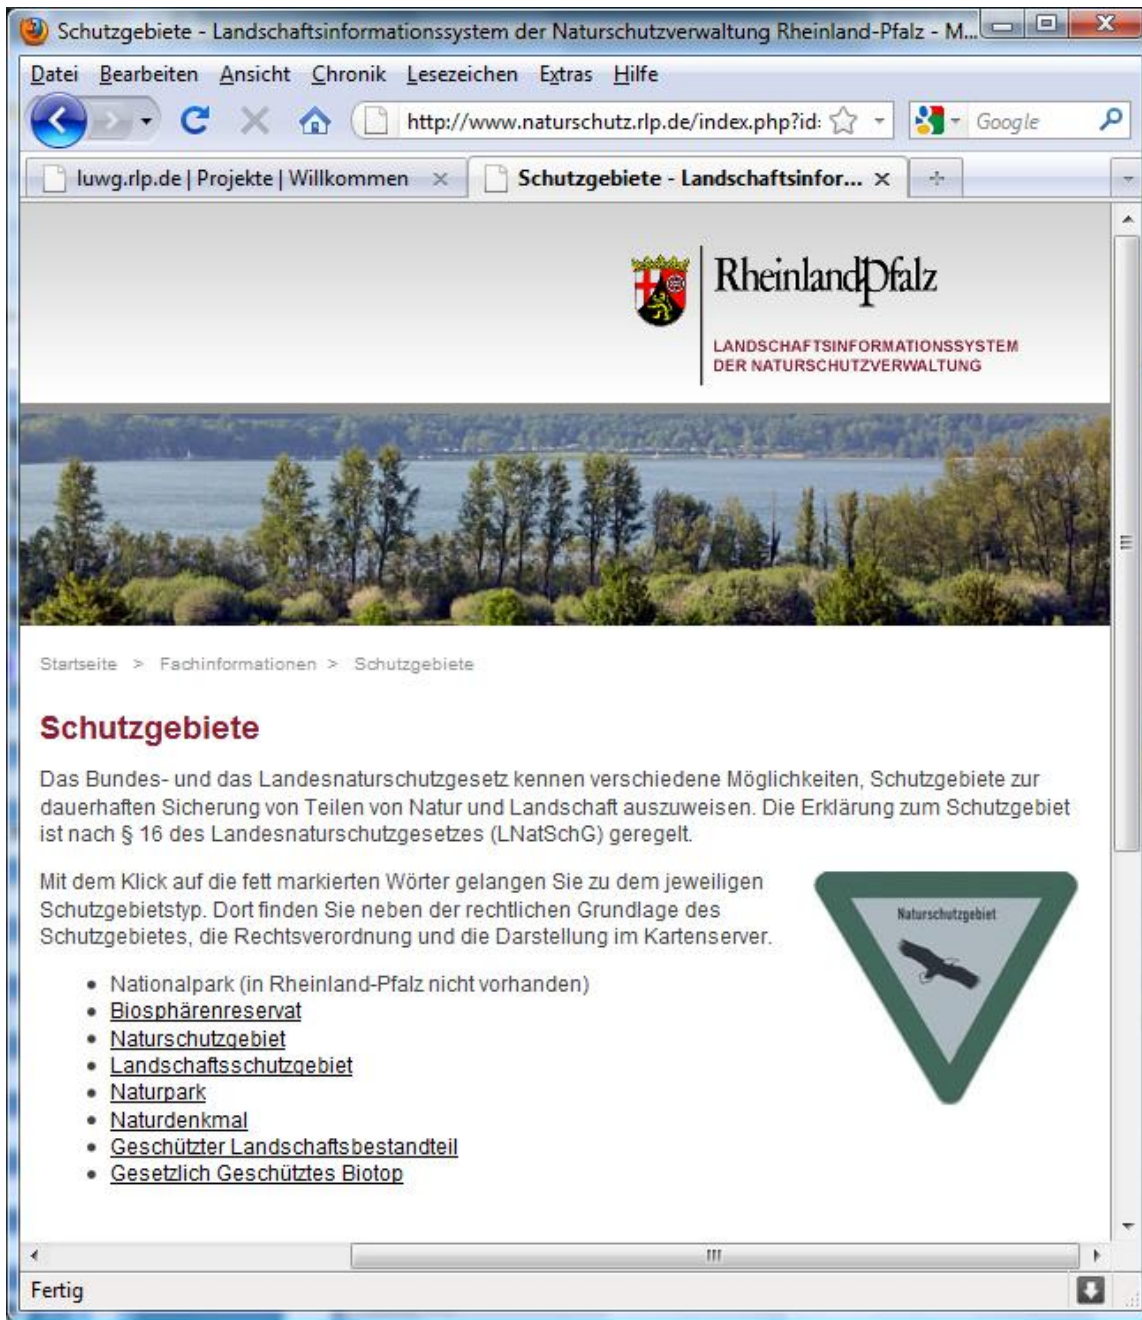 Schutzgebiete - Landschaftsinformationssystem der Naturschutzverwaltung Rheinland-Pfalz - M...
Datei Bearbeiten Ansicht Chronik Lesezeichen Extras Hilfe
http://www.naturschutz.rlp.de/index.php?id: Google
luwg.rlp.de | Projekte | Willkommen Schutzgebiete - Landschaftsinfor...
RheinlandPfalz
LANDSCHAFTSINFORMATIONSSYSTEM
DER NATURSCHUTZVERWALTUNG
Startseite > Fachinformationen > Schutzgebiete
Schutzgebiete
Das Bundes- und das Landesnaturschutzgesetz kennen verschiedene Möglichkeiten, Schutzgebiete zur
dauerhaften Sicherung von Teilen von Natur und Landschaft auszuweisen. Die Erklärung zum Schutzgebiet
ist nach § 16 des Landesnaturschutzgesetzes (LNatSchG) geregelt.
Mit dem Klick auf die fett markierten Wörter gelangen Sie zu dem jeweiligen
Schutzgebietstyp. Dort finden Sie neben der rechtlichen Grundlage des
Schutzgebietes, die Rechtsverordnung und die Darstellung im Kartenserver.
Naturschutzgebiet
• Nationalpark (in Rheinland-Pfalz nicht vorhanden)
• Biosphärenreservat
• Naturschutzgebiet
• Landschaftsschutzgebiet
• Naturpark
• Naturdenkmal
• Geschützter Landschaftsbestandteil
• Gesetzlich Geschütztes Biotop
Fertig